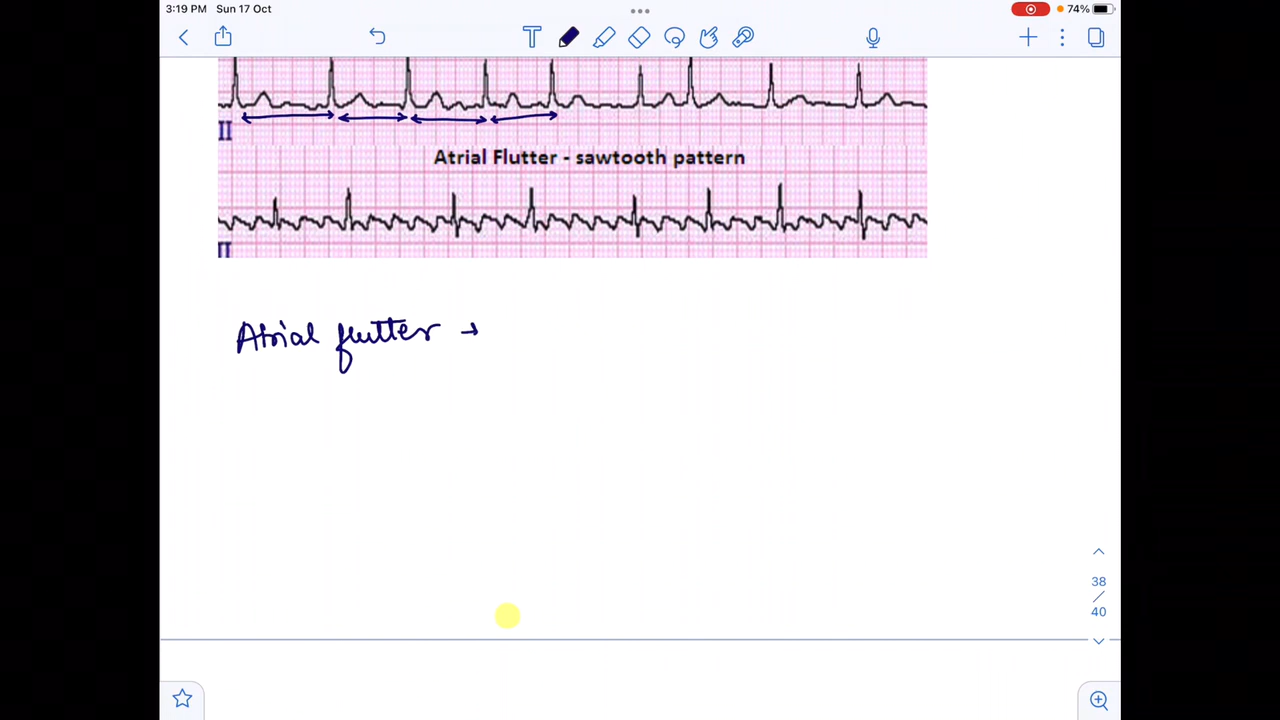 3:19 PM Sun 17 Oct
74%
T
II
Atrial Flutter - sawtooth pattern
II
Atrial flutter →
38
/
40